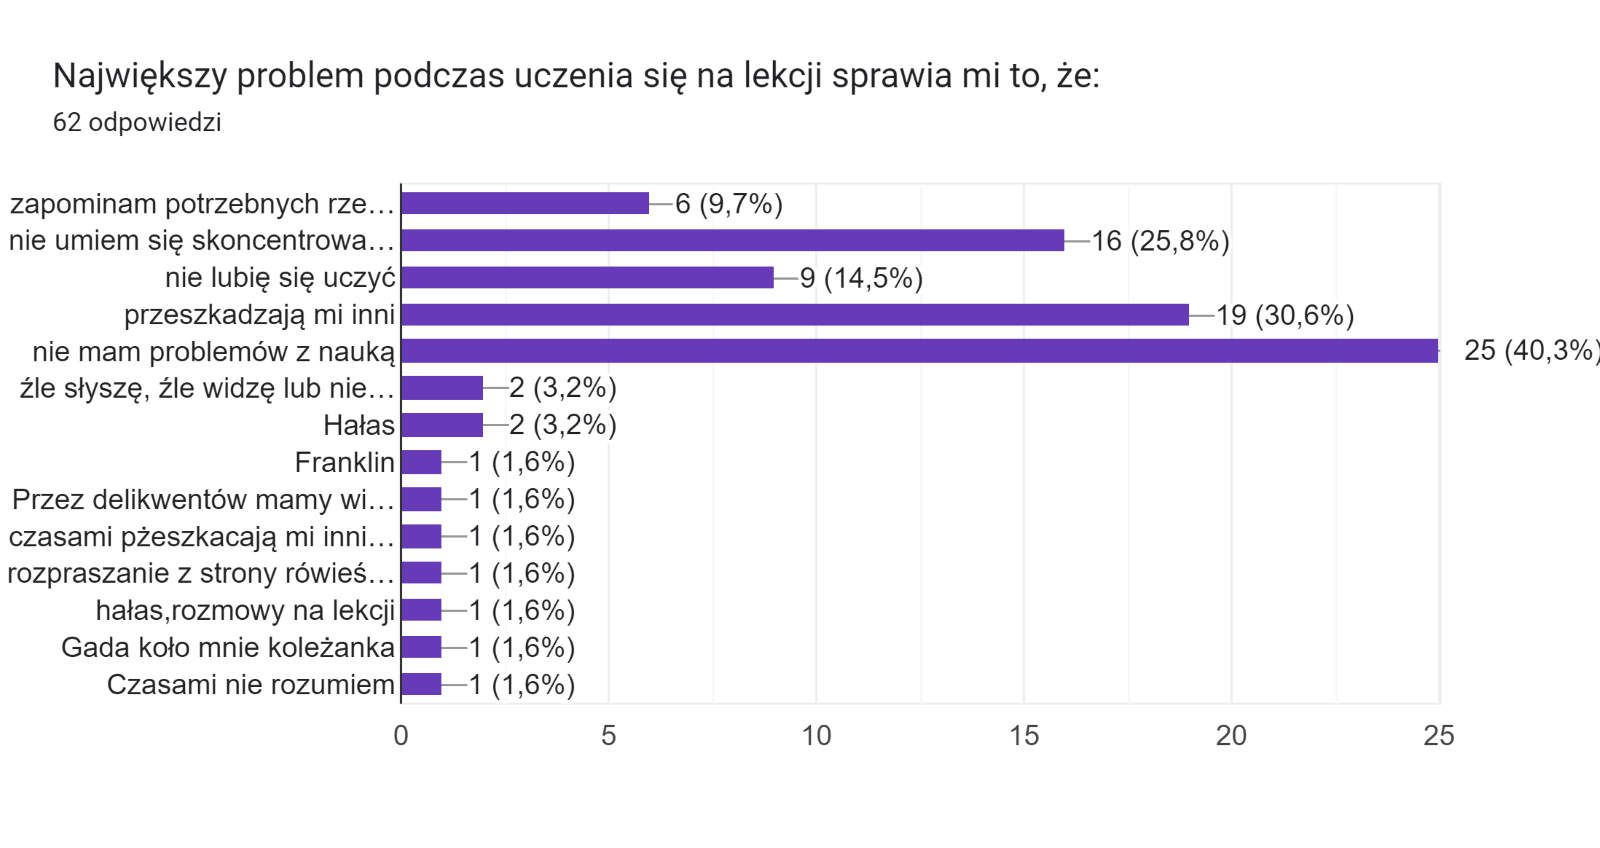 Największy problem podczas uczenia się na lekcji sprawia mi to, że:
62 odpowiedzi
zapominam potrzebnych rze… 6 (9,7%)
nie umiem się skoncentrowa… 16 (25,8%)
nie lubię się uczyć 9 (14,5%)
przeszkadzają mi inni 19 (30,6%)
nie mam problemów z nauką 25 (40,3%)
źle słyszę, źle widzę lub nie… 2 (3,2%)
Hałas 2 (3,2%)
Franklin 1 (1,6%)
Przez delikwentów mamy wi… 1 (1,6%)
czasami pżeszkacają mi inni… 1 (1,6%)
rozpraszanie z strony rówieś… 1 (1,6%)
hałas,rozmowy na lekcji 1 (1,6%)
Gada koło mnie koleżanka 1 (1,6%)
Czasami nie rozumiem 1 (1,6%)
0 5 10 15 20 25